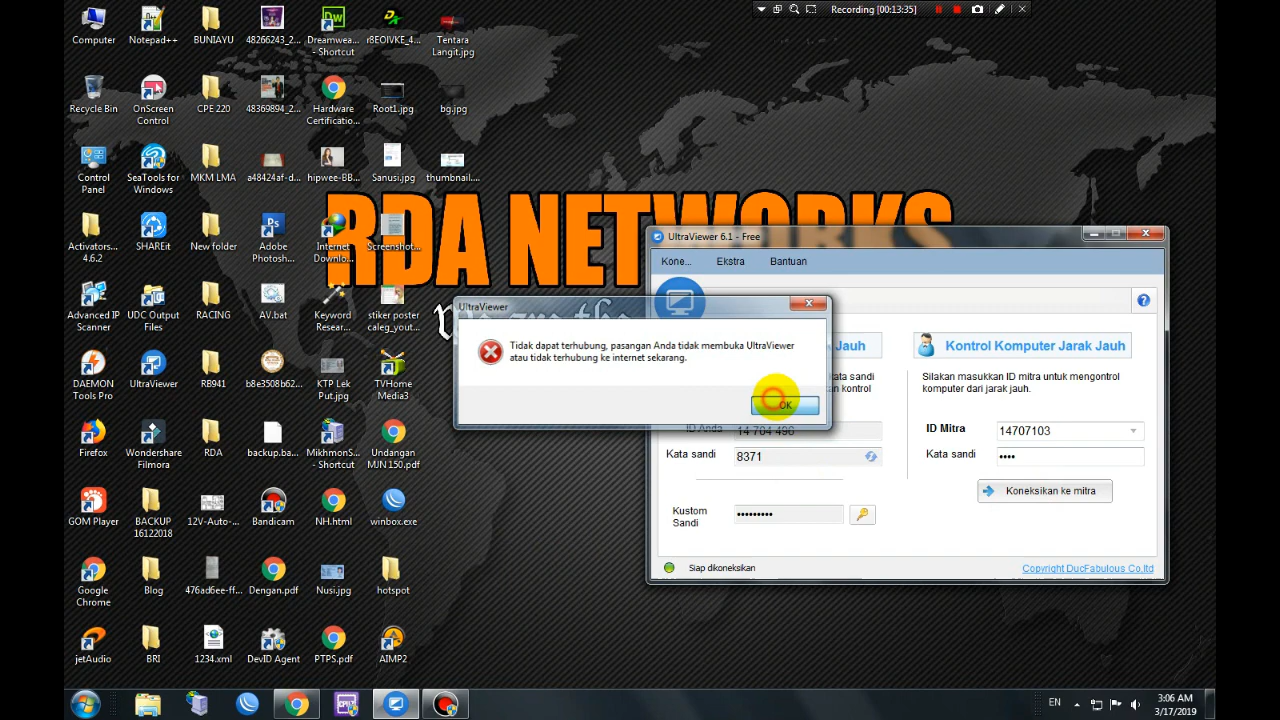 Recording [00:13:35]
Computer
Notepad++
BUNIAYU
48266243_2...
Dreamwea...
- Shortcut
r8EOIVKE_4...
Tentara
Langit.jpg
Recycle Bin
OnScreen
Control
CPE 220
48369894_2...
Hardware
Certificatio...
Root1.jpg
bg.jpg
Control
Panel
SeaTools for
Windows
MKM LMA
a48424af-d...
hipwee-BB...
Sanusi.jpg
thumbnail....
RDA NETWORKS
Activators...
4.6.2
SHAREit
New folder
Adobe
Photosh...
Internet
Downlo...
Screenshot...
Advanced IP
Scanner
UDC Output
Files
RACING
AV.bat
Keyword
Resear...
stiker poster
caleg_yout...
DAEMON
Tools Pro
UltraViewer
RB941
b8e3508b62...
KTP Lek
Put.jpg
TVHome
Media3
Firefox
Wondershare
Filmora
RDA
backup.ba...
MikhmonS...
- Shortcut
Undangan
MJN 150.pdf
GOM Player
BACKUP
16122018
12V-Auto-...
Bandicam
NH.html
winbox.exe
Google
Chrome
Blog
476ad6ee-ff...
Dengan.pdf
Nusi.jpg
hotspot
jetAudio
BRI
1234.xml
DevID Agent
PTPS.pdf
AIMP2
UltraViewer 6.1 - Free
Kone...
Ekstra
Bantuan
UltraViewer
Tidak dapat terhubung, pasangan Anda tidak membuka UltraViewer
atau tidak terhubung ke internet sekarang.
OK
Jauh
kata sandi
kontrol
ID Anda
14 704 490
Kata sandi
8371
Kustom
Sandi
•••••••••
Kontrol Komputer Jarak Jauh
Silakan masukkan ID mitra untuk mengontrol
komputer dari jarak jauh.
ID Mitra
14707103
Kata sandi
••••
Koneksikan ke mitra
Siap dikoneksikan
Copyright DucFabulous Co,ltd
EN
3:06 AM
3/17/2019